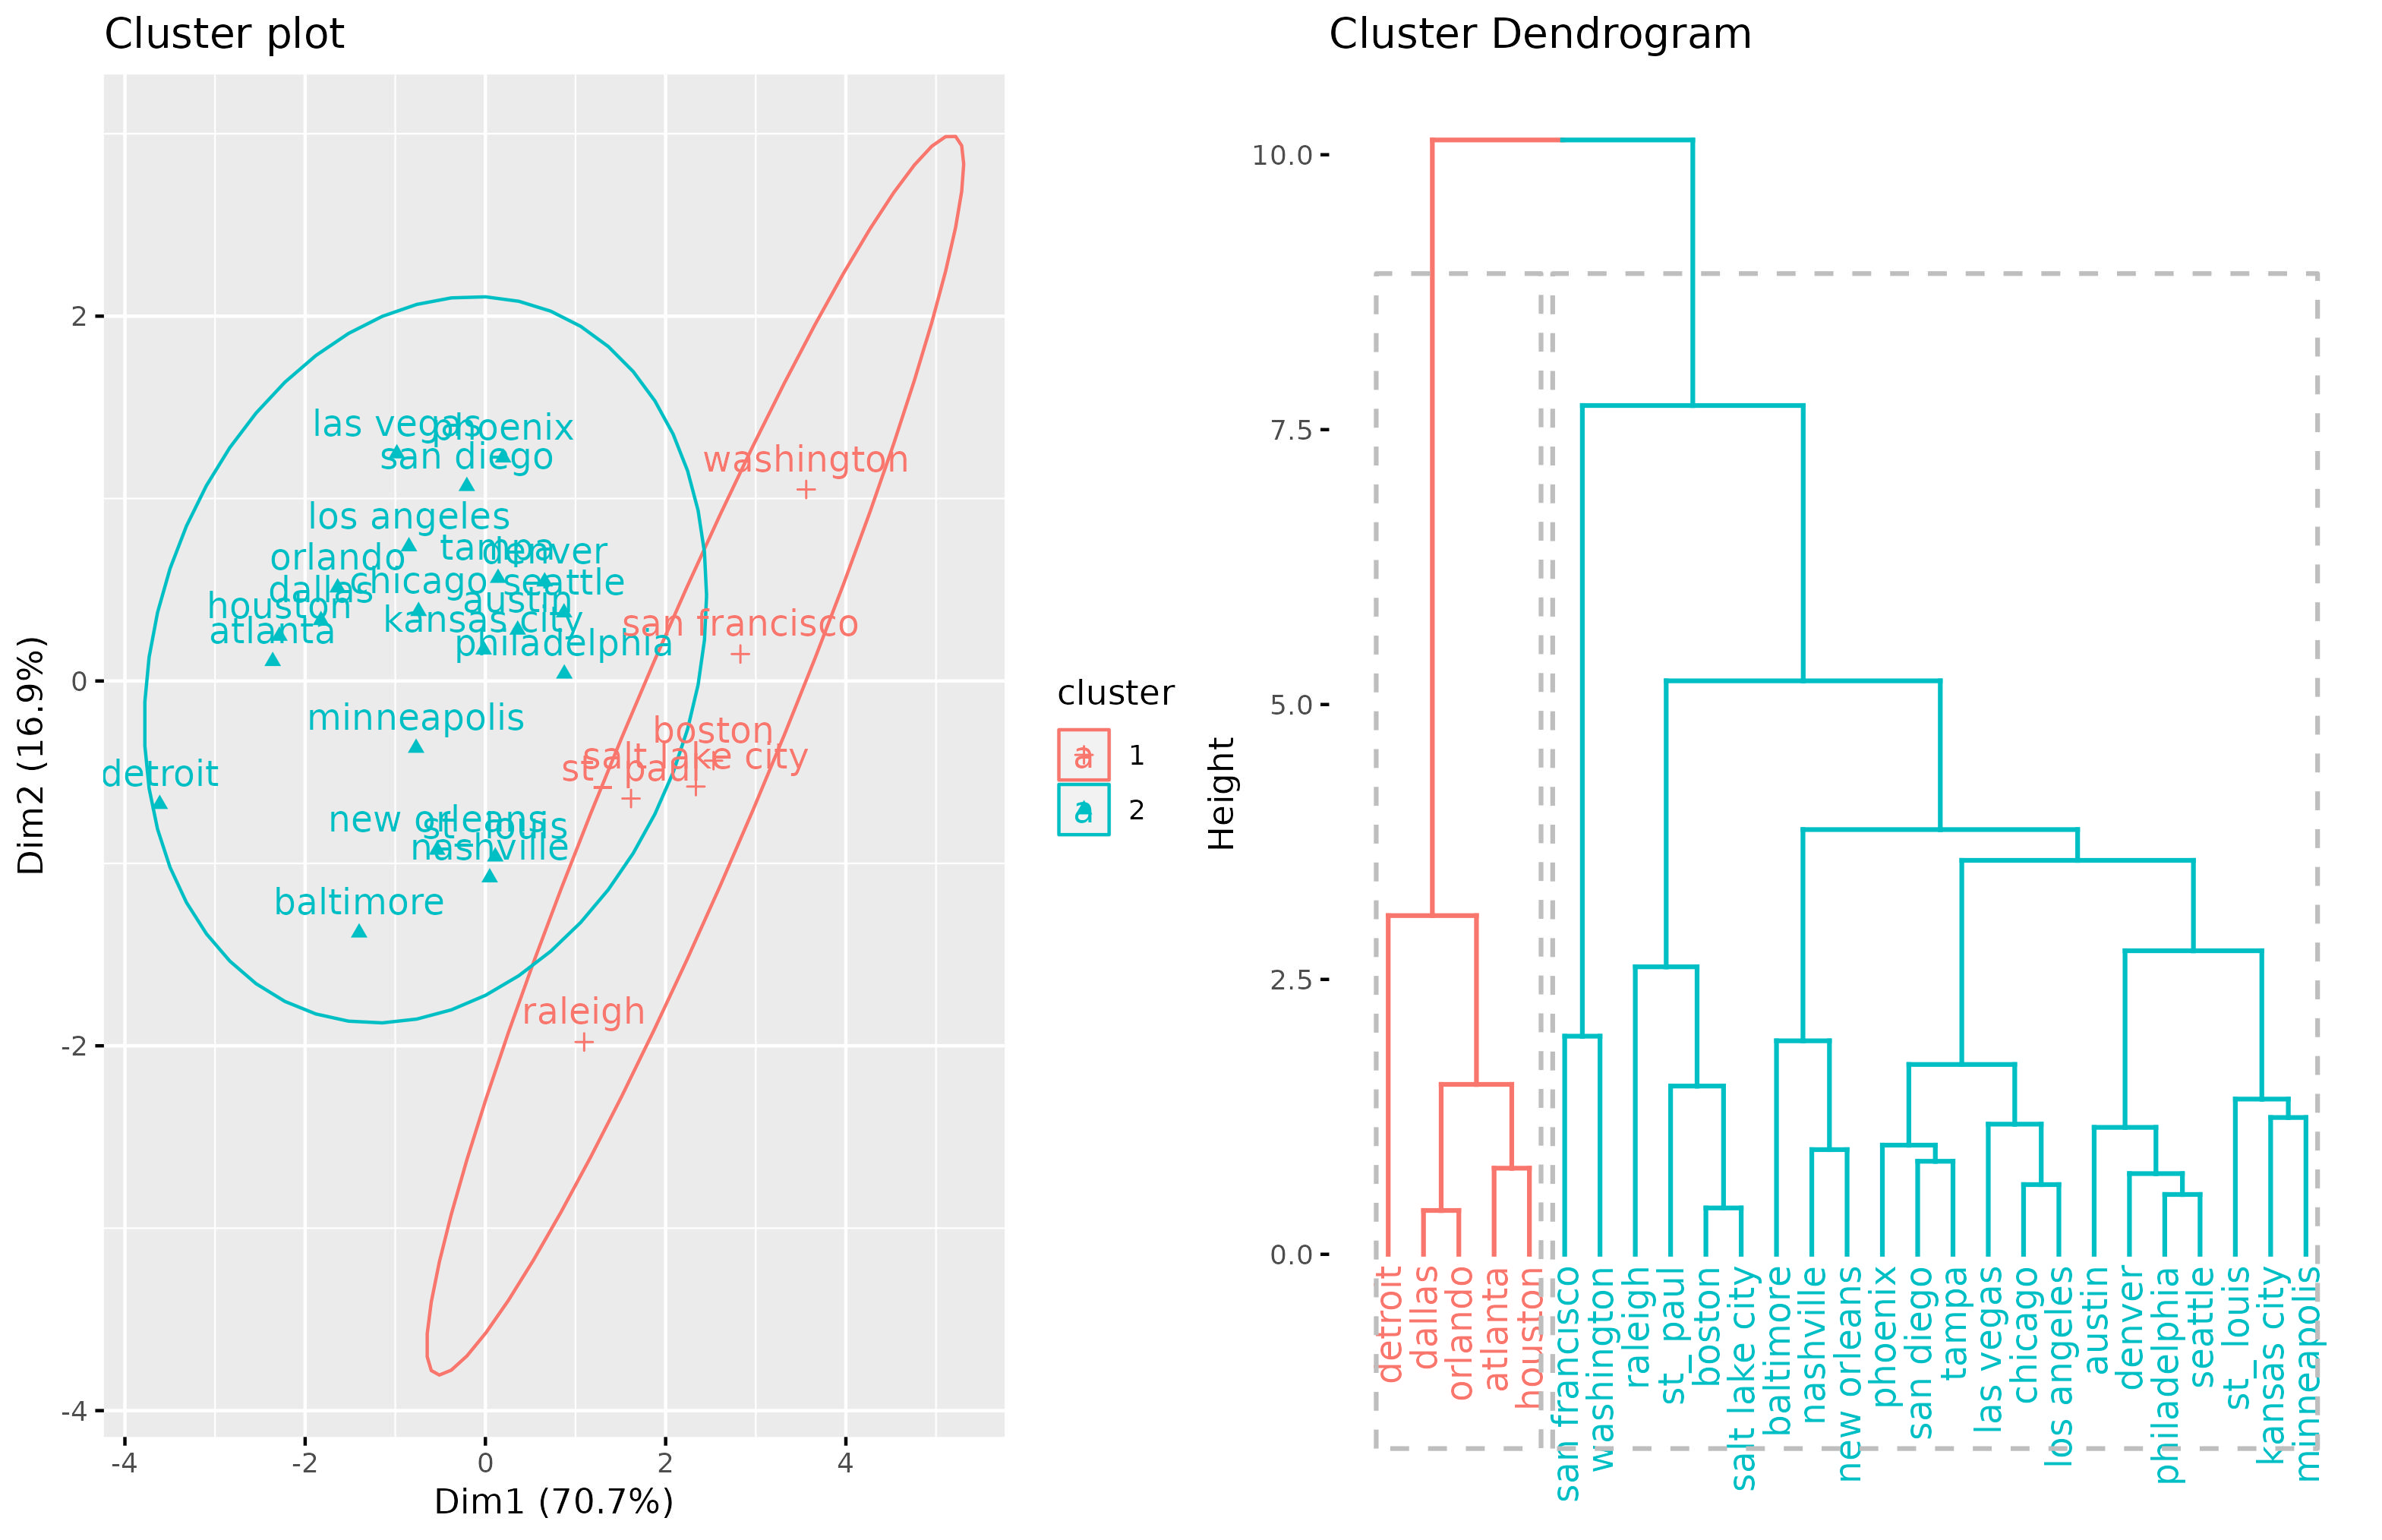 Cluster plot
las vegas
phoenix
san diego
washington
los angeles
tampa
denver
orlando
chicago
seattle
dallas
houston
austin
kansas city
san francisco
atlanta
philadelphia
minneapolis
boston
salt lake city
st_paul
detroit
new orleans
st_louis
nashville
baltimore
raleigh
2
0
-2
-4
-4
-2
0
2
4
Dim1 (70.7%)
Dim2 (16.9%)
cluster
a 1
a 2
Cluster Dendrogram
10.0
7.5
5.0
2.5
0.0
Height
detroit
dallas
orlando
atlanta
houston
san francisco
washington
raleigh
st_paul
boston
salt lake city
baltimore
nashville
new orleans
phoenix
san diego
tampa
las vegas
chicago
los angeles
austin
denver
philadelphia
seattle
st_louis
kansas city
minneapolis